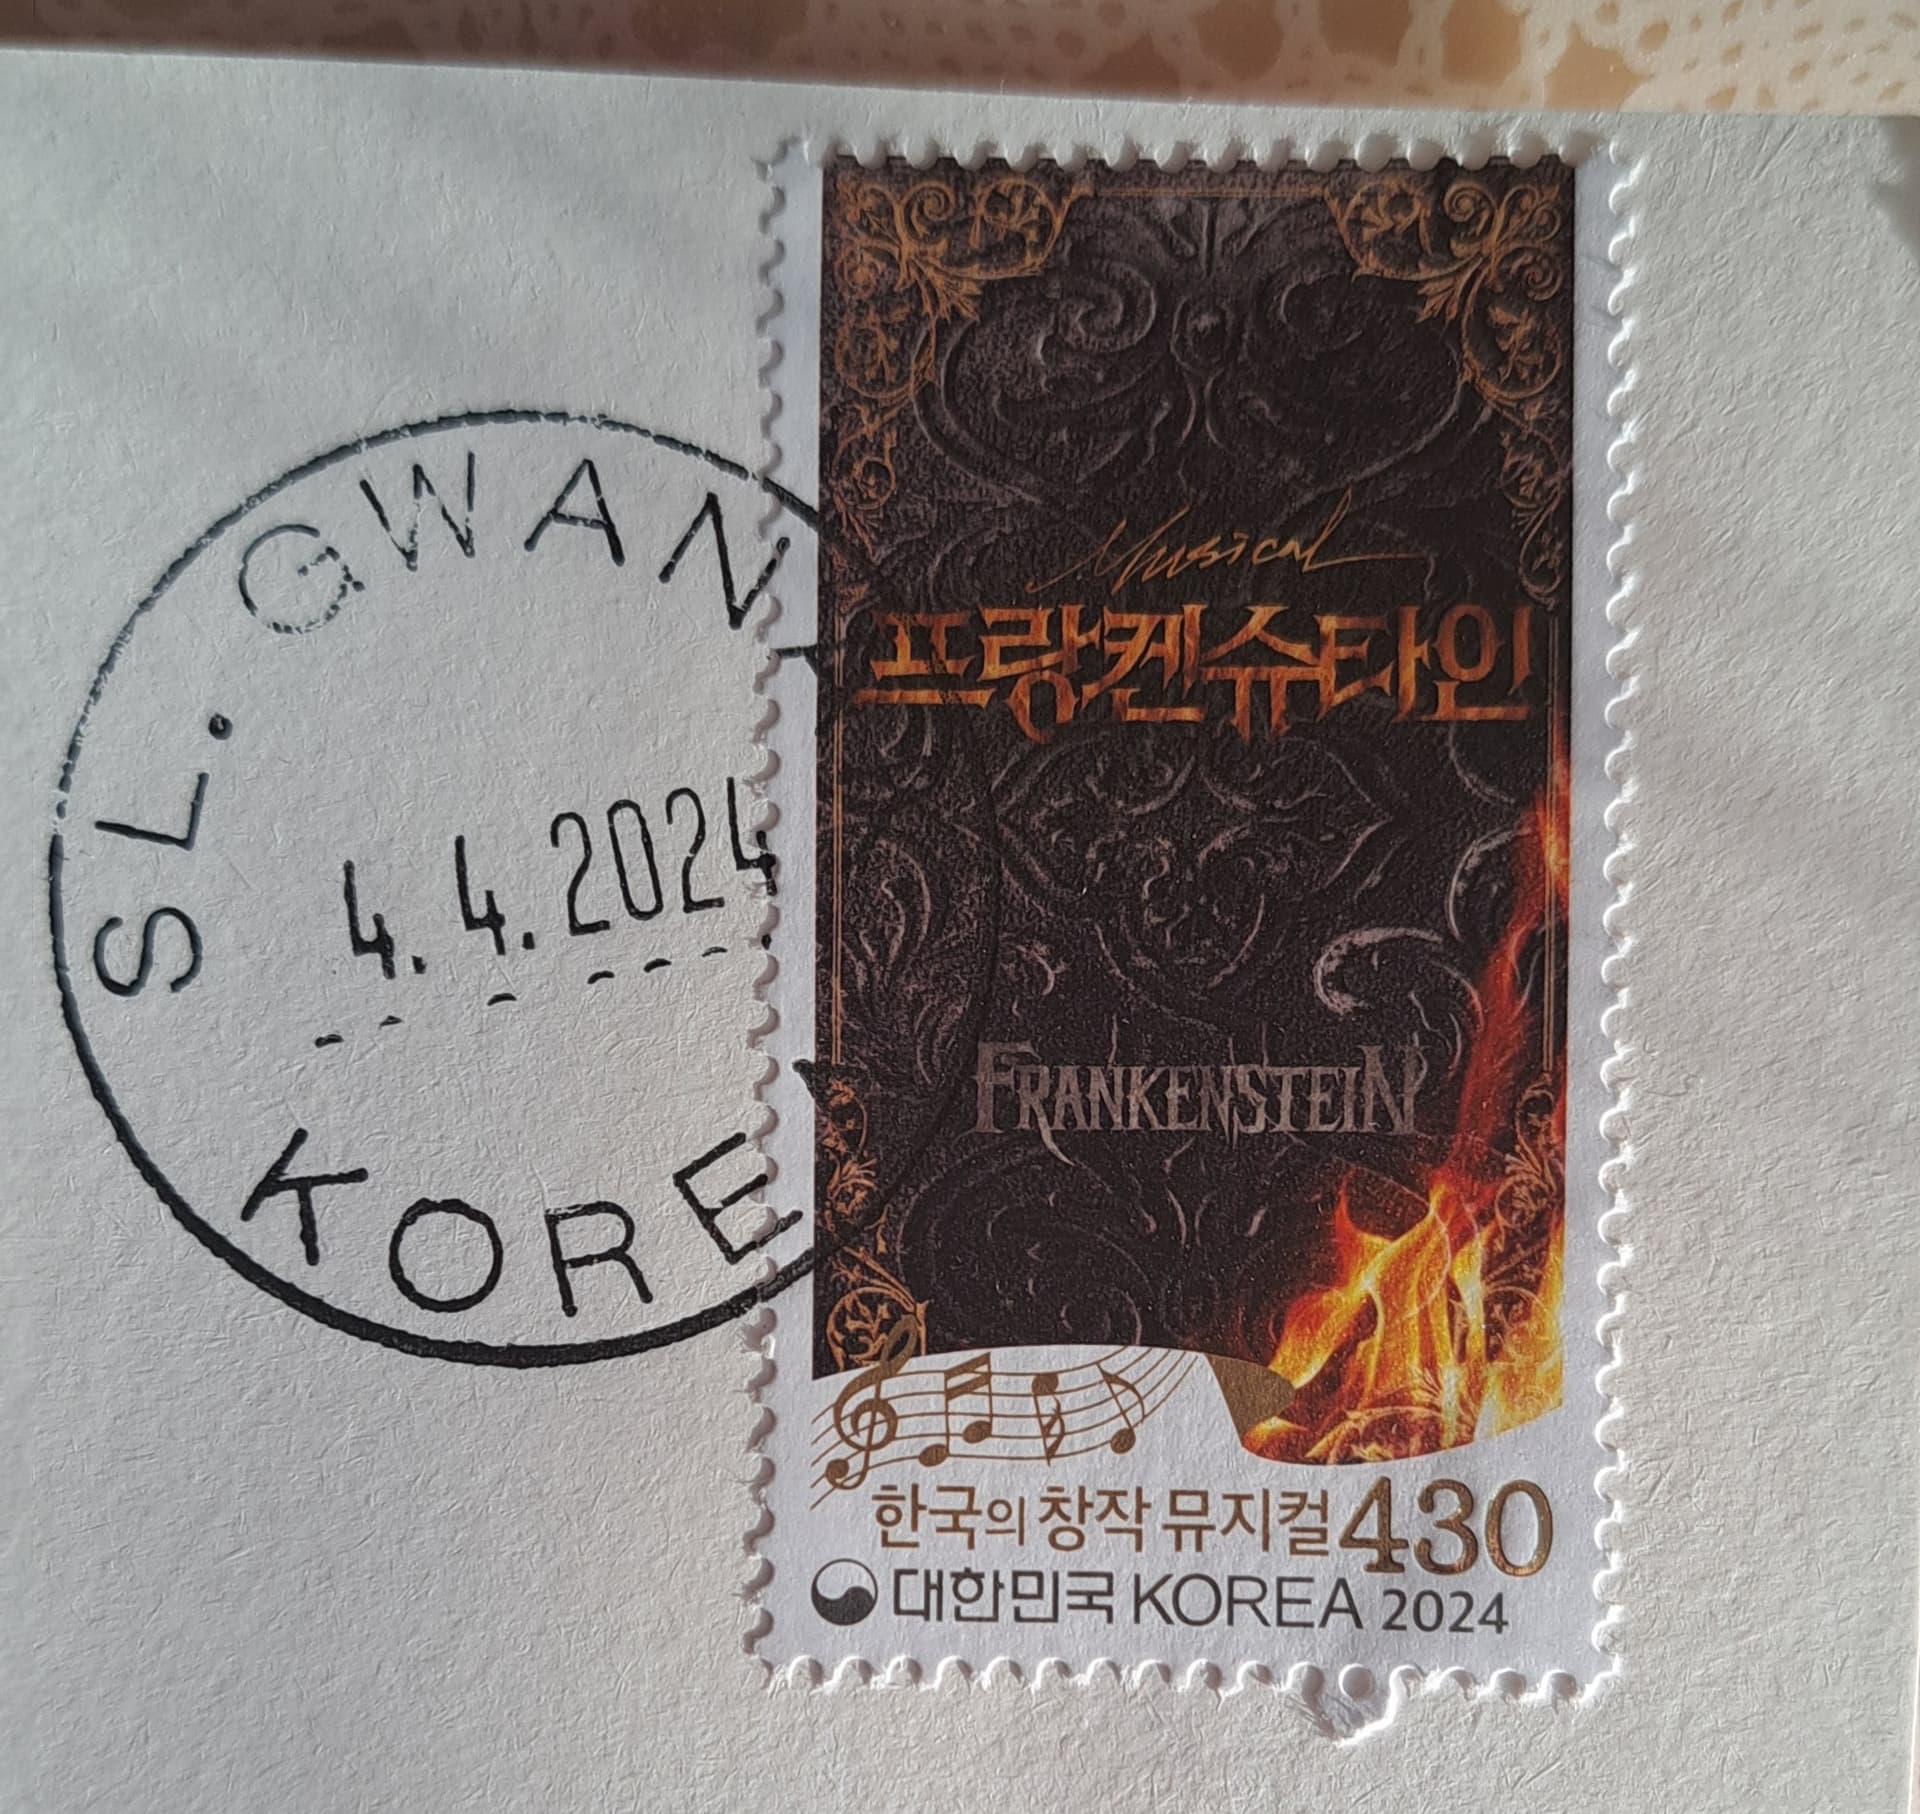 SL. GWAN
4.4.2024
KORE
Musical
프랑켄슈타인
FRANKENSTEIN
한국의 창작 뮤지컬 430
대한민국 KOREA 2024